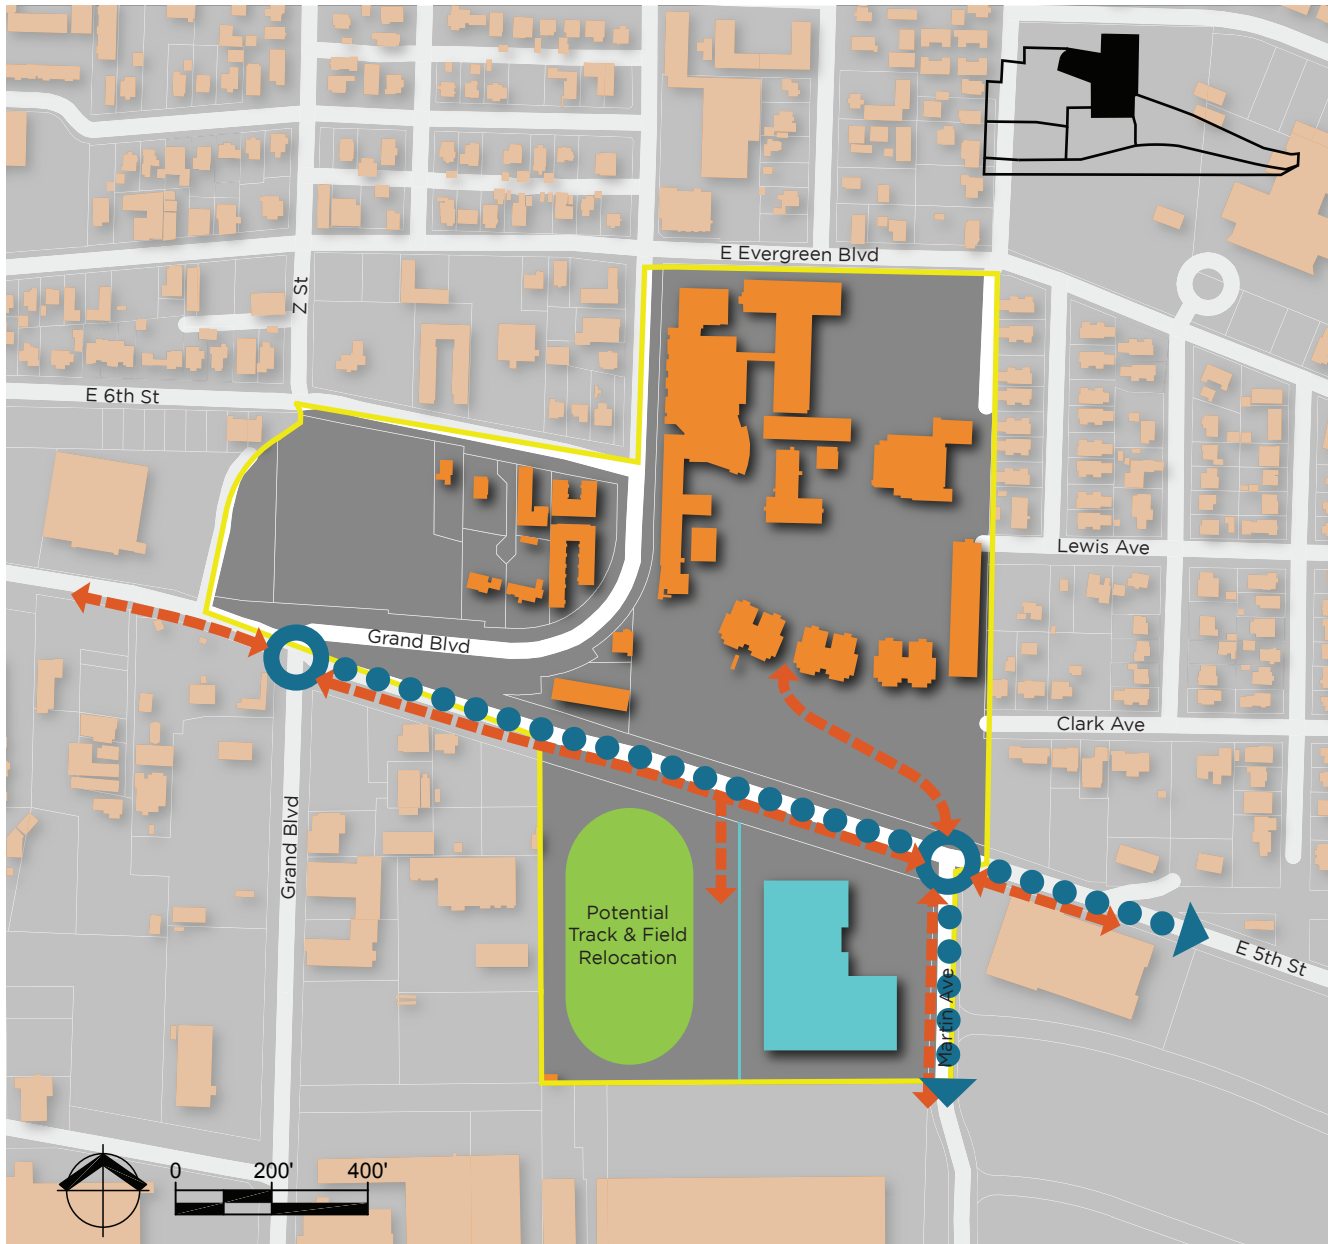 E Evergreen Blvd
Z St
E 6th St
Lewis Ave
Grand Blvd
Clark Ave
Grand Blvd
Potential
Track & Field
Relocation
E 5th St
Martin Ave
0 200' 400'